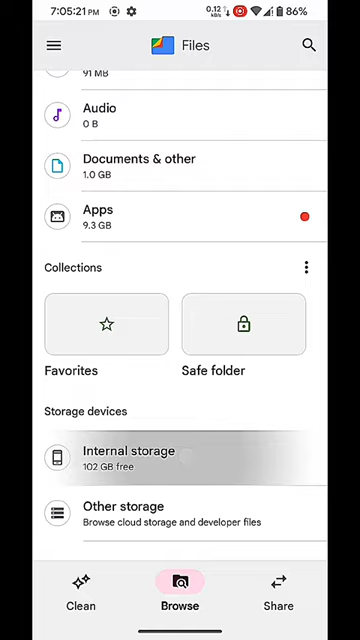 7:05:21 PM
0.12
kB/s
86%
Files
91 MB
Audio
0 B
Documents & other
1.0 GB
Apps
9.3 GB
Collections
Favorites
Safe folder
Storage devices
Internal storage
102 GB free
Other storage
Browse cloud storage and developer files
Clean
Browse
Share